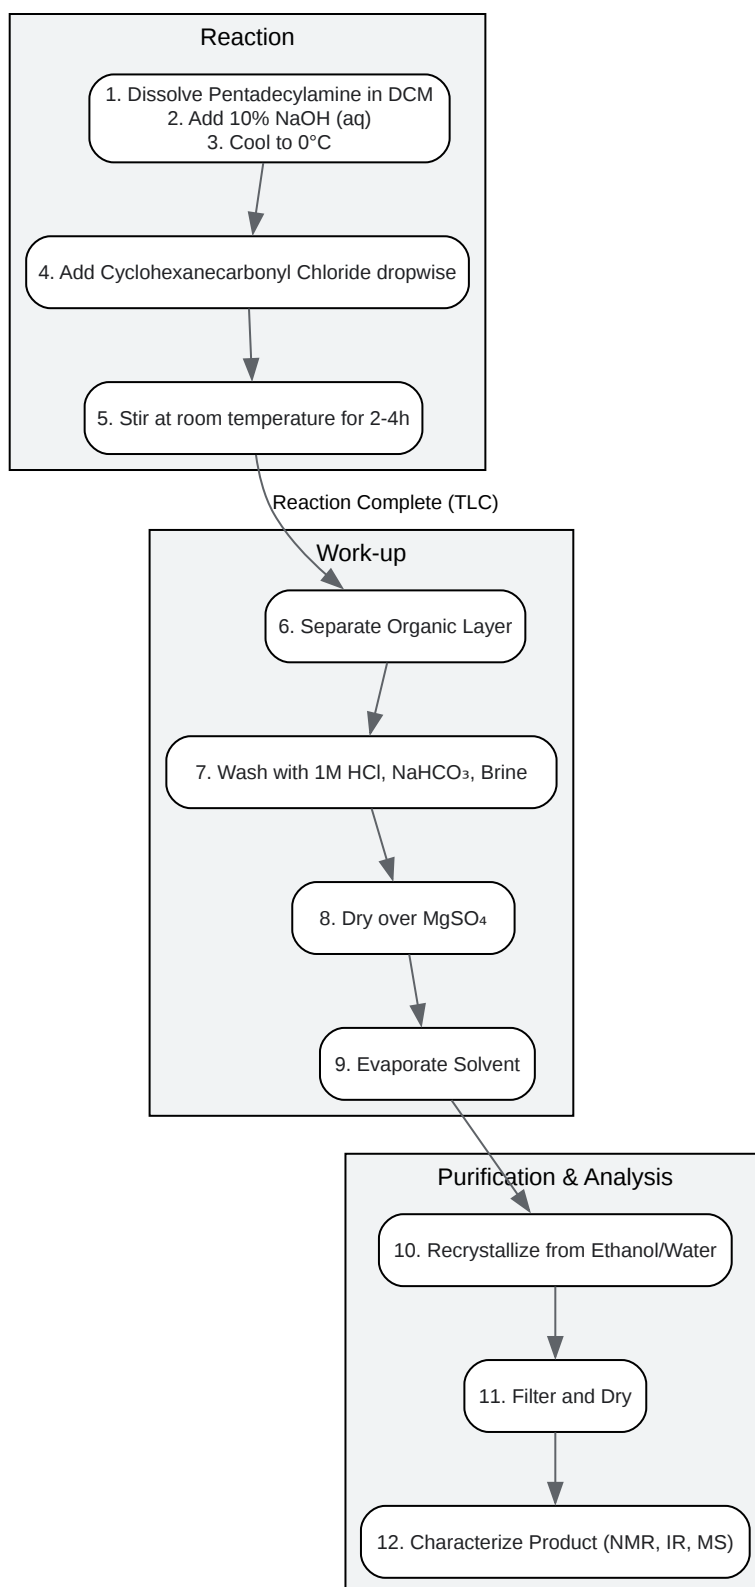 Reaction
1. Dissolve Pentadecylamine in DCM
2. Add 10% NaOH (aq)
3. Cool to 0°C
4. Add Cyclohexanecarbonyl Chloride dropwise
5. Stir at room temperature for 2-4h
Reaction Complete (TLC)
Work-up
6. Separate Organic Layer
7. Wash with 1M HCl, NaHCO₃, Brine
8. Dry over MgSO₄
9. Evaporate Solvent
Purification & Analysis
10. Recrystallize from Ethanol/Water
11. Filter and Dry
12. Characterize Product (NMR, IR, MS)